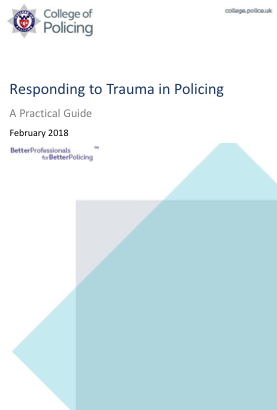 College of
Policing
college.police.uk
Responding to Trauma in Policing
A Practical Guide
February 2018
BetterProfessionals
for BetterPolicing